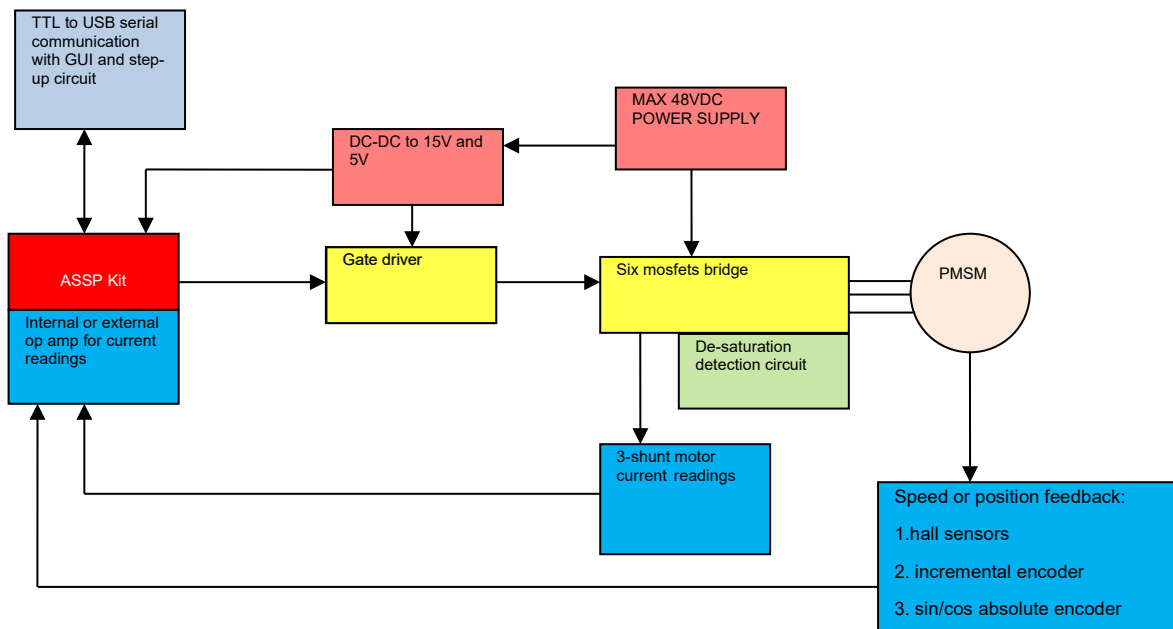 TTL to USB serial
communication
with GUI and step-
up circuit
MAX 48VDC
POWER SUPPLY
DC-DC to 15V and
5V
ASSP Kit
Gate driver
Six mosfets bridge
PMSM
Internal or external
op amp for current
readings
De-saturation
detection circuit
3-shunt motor
current readings
Speed or position feedback:
1.hall sensors
2. incremental encoder
3. sin/cos absolute encoder